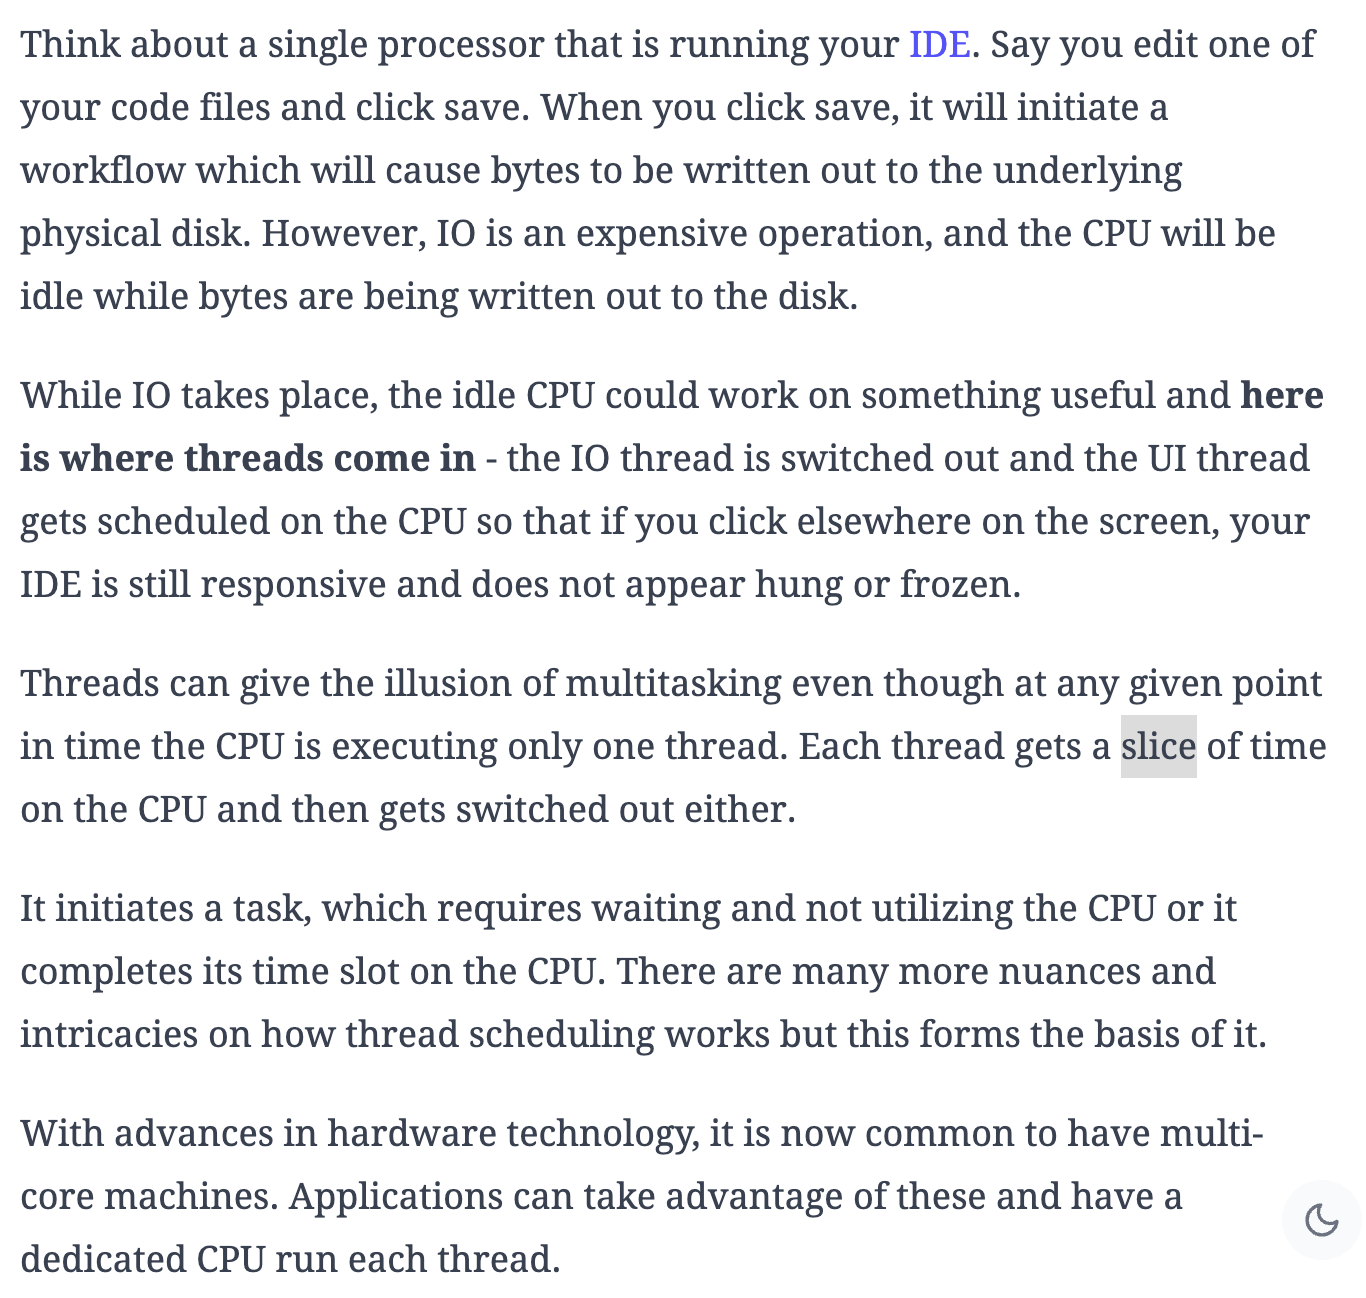 Think about a single processor that is running your IDE. Say you edit one of
your code files and click save. When you click save, it will initiate a
workflow which will cause bytes to be written out to the underlying
physical disk. However, IO is an expensive operation, and the CPU will be
idle while bytes are being written out to the disk.
While IO takes place, the idle CPU could work on something useful and here
is where threads come in - the IO thread is switched out and the UI thread
gets scheduled on the CPU so that if you click elsewhere on the screen, your
IDE is still responsive and does not appear hung or frozen.
Threads can give the illusion of multitasking even though at any given point
in time the CPU is executing only one thread. Each thread gets a slice of time
on the CPU and then gets switched out either.
It initiates a task, which requires waiting and not utilizing the CPU or it
completes its time slot on the CPU. There are many more nuances and
intricacies on how thread scheduling works but this forms the basis of it.
With advances in hardware technology, it is now common to have multi-
core machines. Applications can take advantage of these and have a
dedicated CPU run each thread.